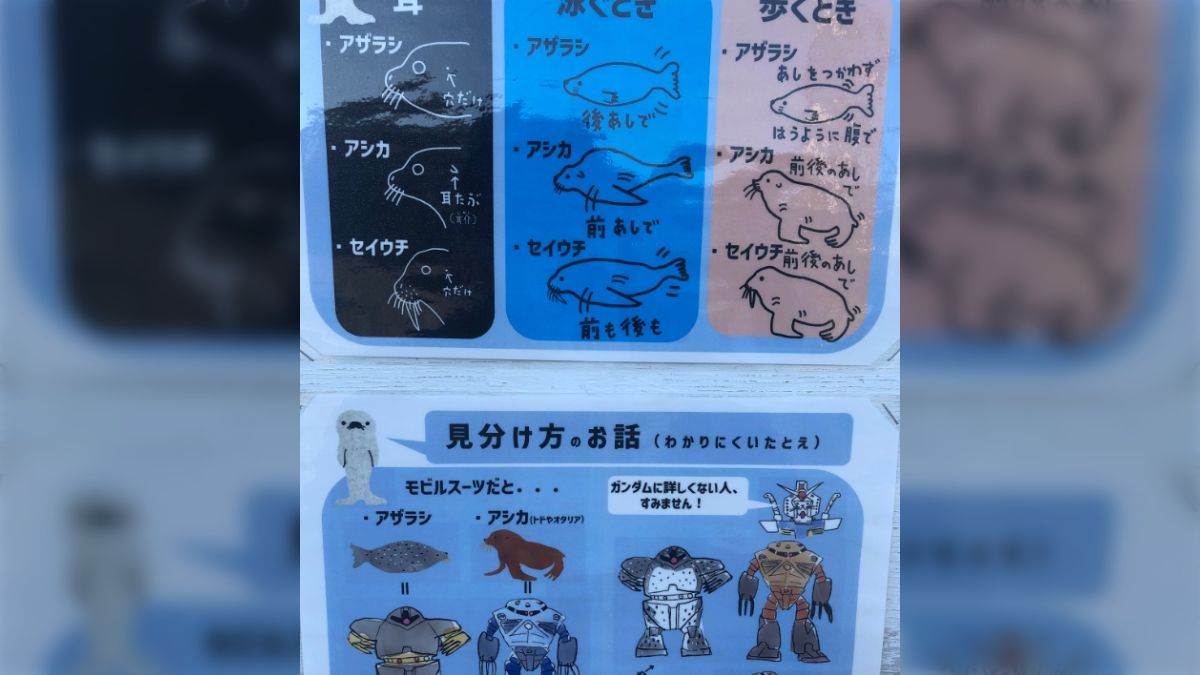 耳
泳ぐとき
歩くとき
・アザラシ
穴だけ
・アシカ
耳たぶ
・セイウチ
穴だけ
・アザラシ
後あしで
・アシカ
前あしで
・セイウチ
前も後も
・アザラシ
あしをつかわず
はうように腹で
・アシカ
前後のあし
で
・セイウチ
前後のあし
で
見分け方のお話（わかりにくいたとえ）
モビルスーツだと・・・
ガンダムに詳しくない人、
すみません！
・アザラシ
・アシカ(トドやオタリア)
=
=